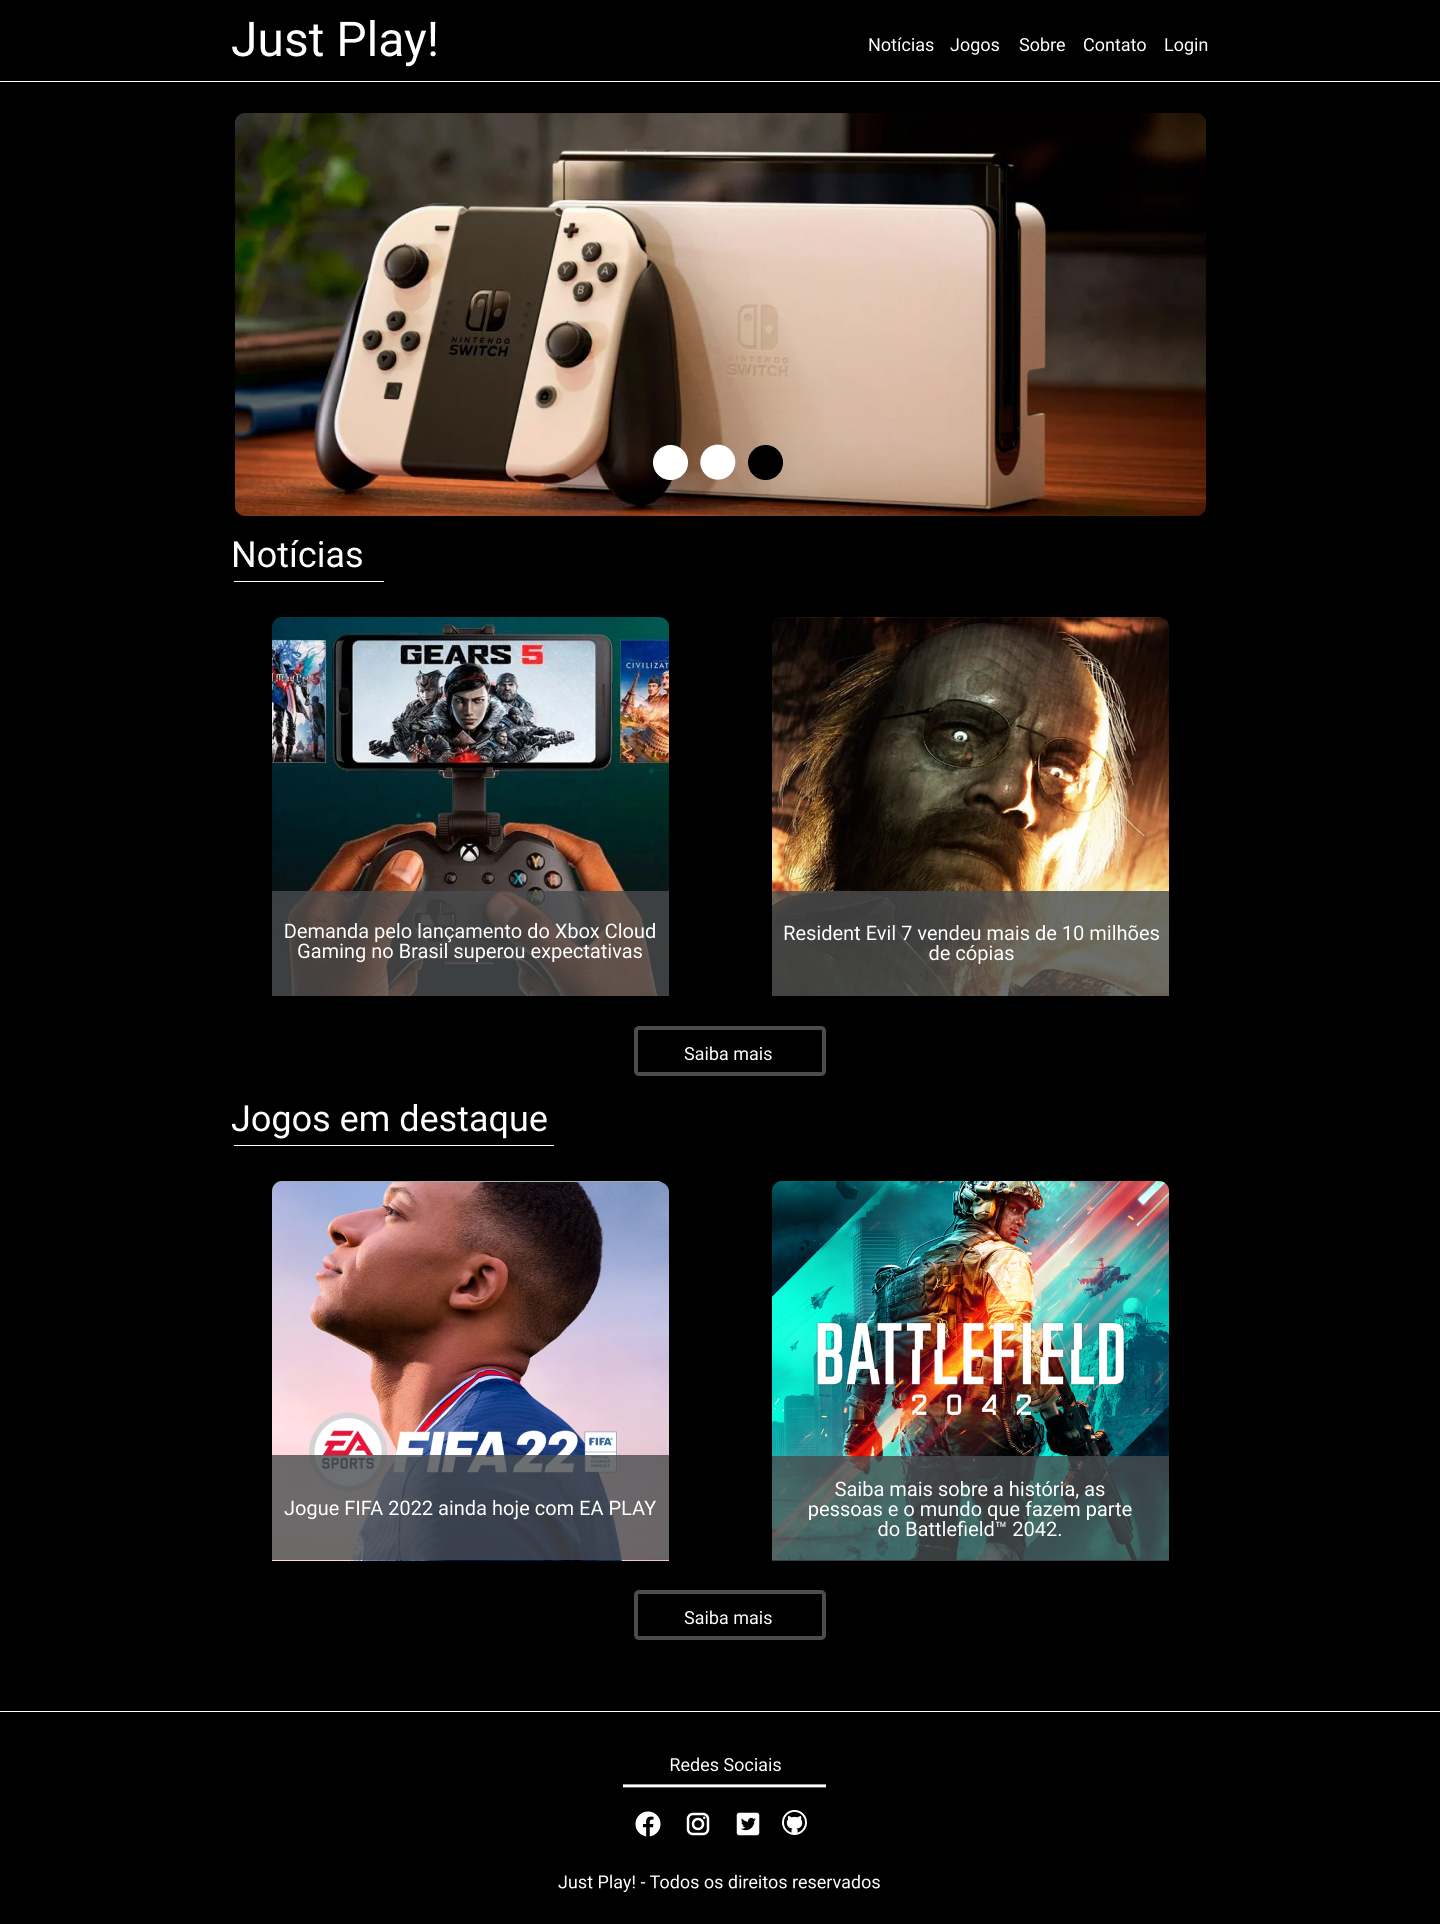 Just Play!
Notícias Jogos Sobre Contato Login
X
Y A
B
NINTENDO
SWITCH
NINTENDO
SWITCH
Notícias
GEARS 5
CIVILIZAT
Y
X B
A
Demanda pelo lançamento do Xbox Cloud
Gaming no Brasil superou expectativas
Resident Evil 7 vendeu mais de 10 milhões
de cópias
Saiba mais
Jogos em destaque
EA
SPORTS
FIFA 22
FIFA
Jogue FIFA 2022 ainda hoje com EA PLAY
BATTLEFIELD™
2042
Saiba mais sobre a história, as
pessoas e o mundo que fazem parte
do Battlefield™ 2042.
Saiba mais
Redes Sociais
Just Play! - Todos os direitos reservados